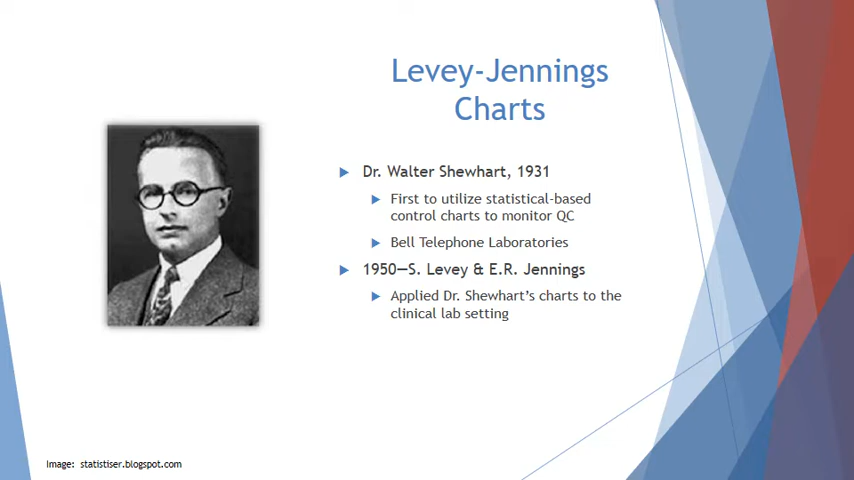 Levey-Jennings
Charts
Dr. Walter Shewhart, 1931
First to utilize statistical-based
control charts to monitor QC
Bell Telephone Laboratories
1950—S. Levey & E.R. Jennings
Applied Dr. Shewhart's charts to the
clinical lab setting
Image: statistiser.blogspot.com